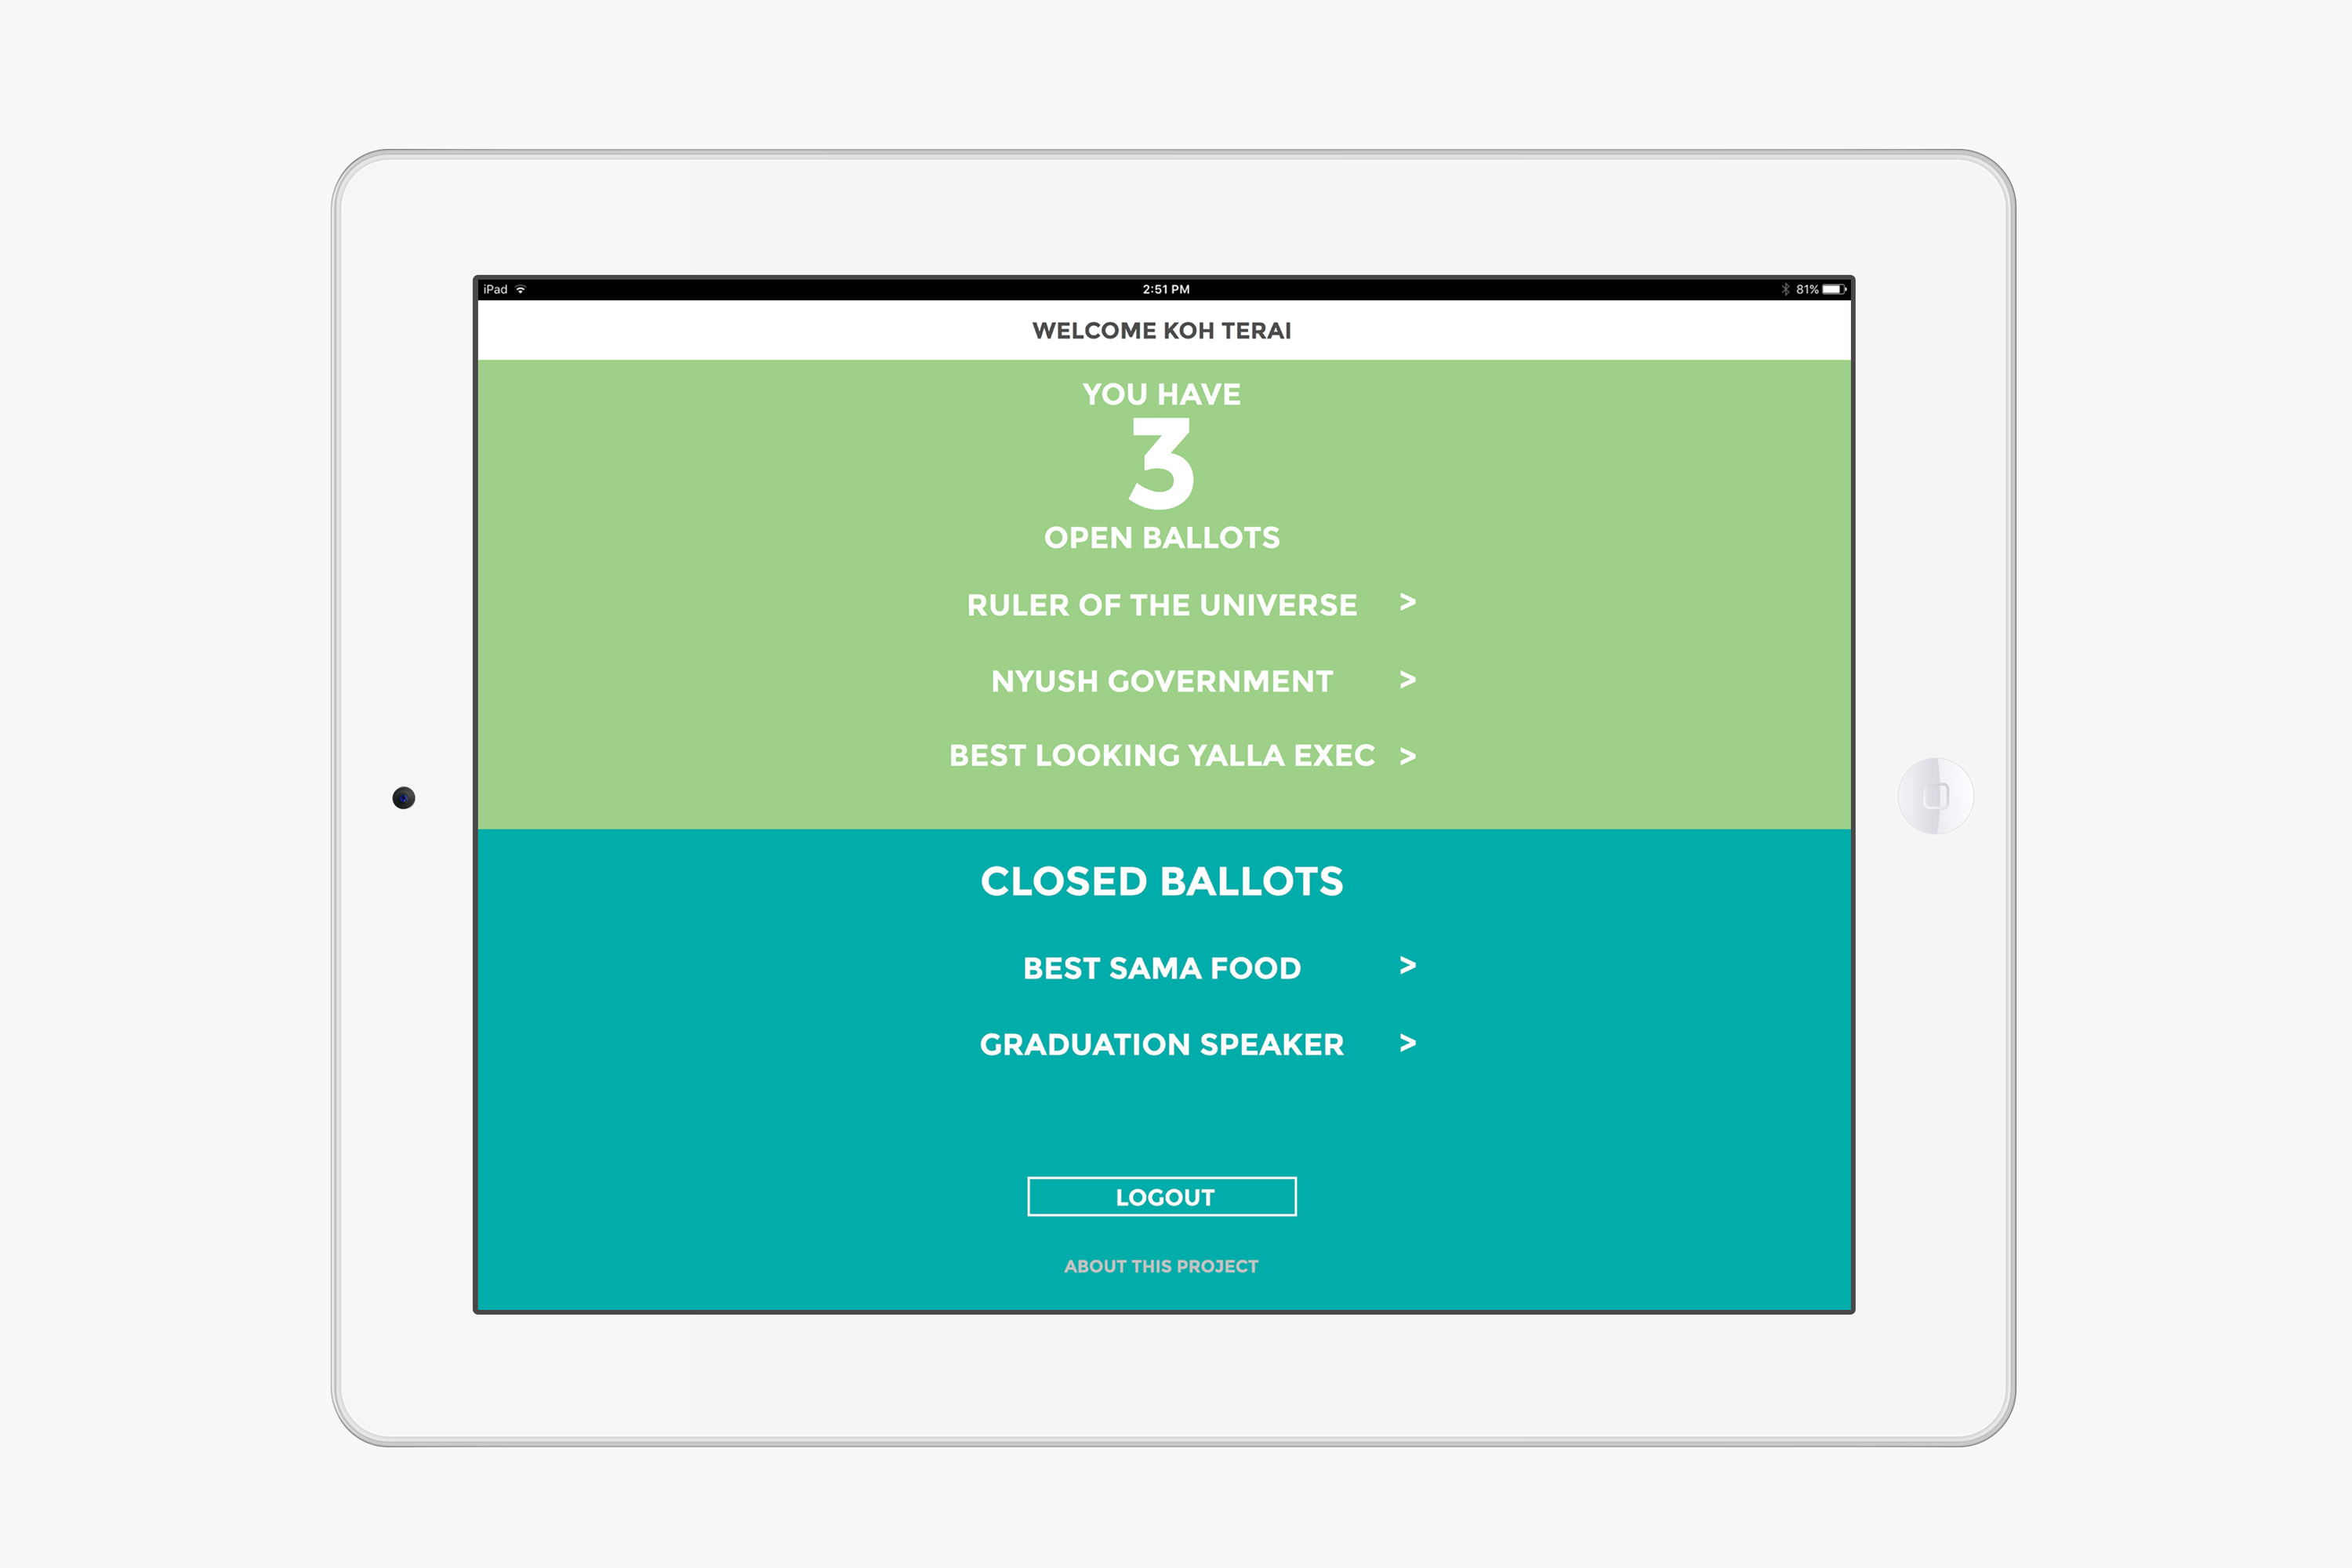 iPad 2:51 PM 81%
WELCOME KOH TERAI
YOU HAVE
3
OPEN BALLOTS
RULER OF THE UNIVERSE >
NYUSH GOVERNMENT >
BEST LOOKING YALLA EXEC >
CLOSED BALLOTS
BEST SAMA FOOD >
GRADUATION SPEAKER >
LOGOUT
ABOUT THIS PROJECT